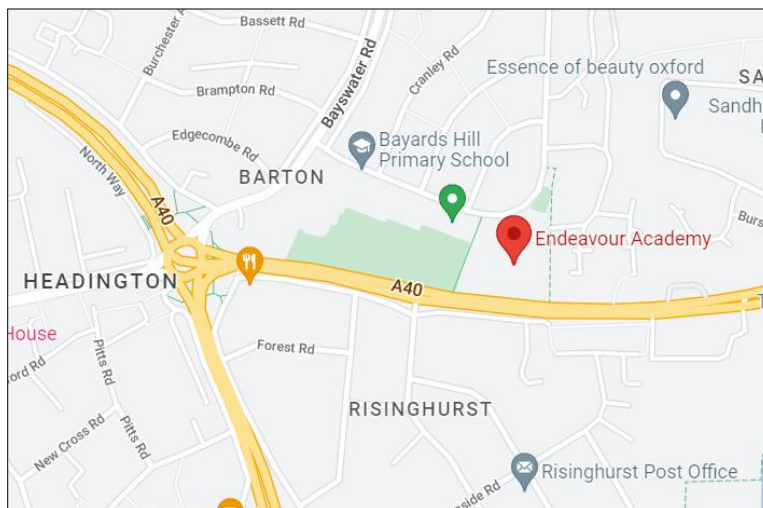 Bassett Rd
Burchester A
Cranley Rd
Bayswater Rd
Essence of beauty oxford
SA
Brampton Rd
Sandh
Edgecombe Rd
Bayards Hill
Primary School
North Way
BARTON
A40
Endeavour Academy
Burs
HEADINGTON
A40
T
House
Forest Rd
ord Rd
Pitts Rd
RISINGHURST
Pitts Rd
New Cross Rd
Risinghurst Post Office
side Rd